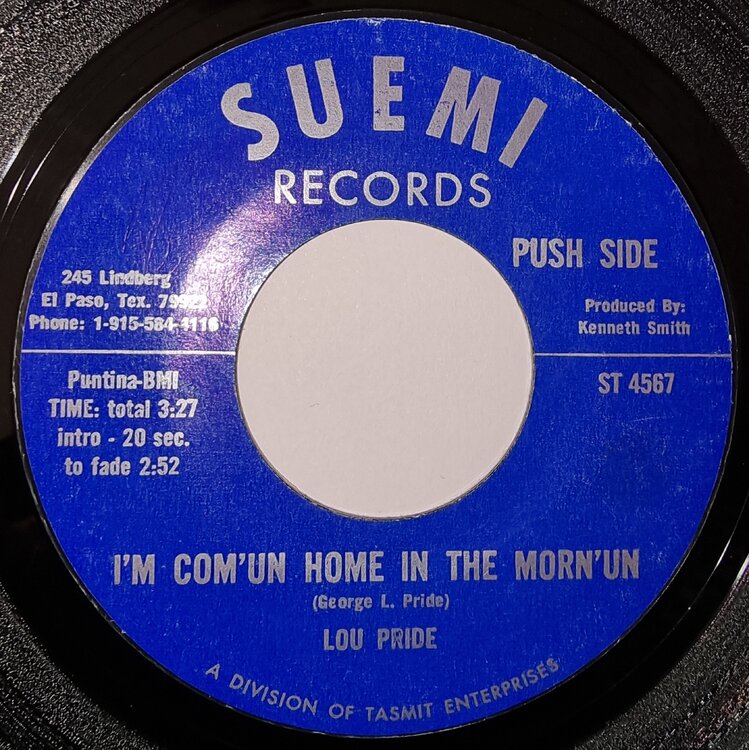 SUEMI
RECORDS
PUSH SIDE
245 Lindberg
El Paso, Tex.
Phone: 1-915-584-1116
Produced By:
Kenneth Smith
Puntina-BMI
TIME: total 3:27
intro - 20 sec.
to fade 2:52
ST 4567
I'M COM'UN HOME IN THE MORN'UN
(George L. Pride)
LOU PRIDE
A DIVISION OF TASMIT ENTERPRISES